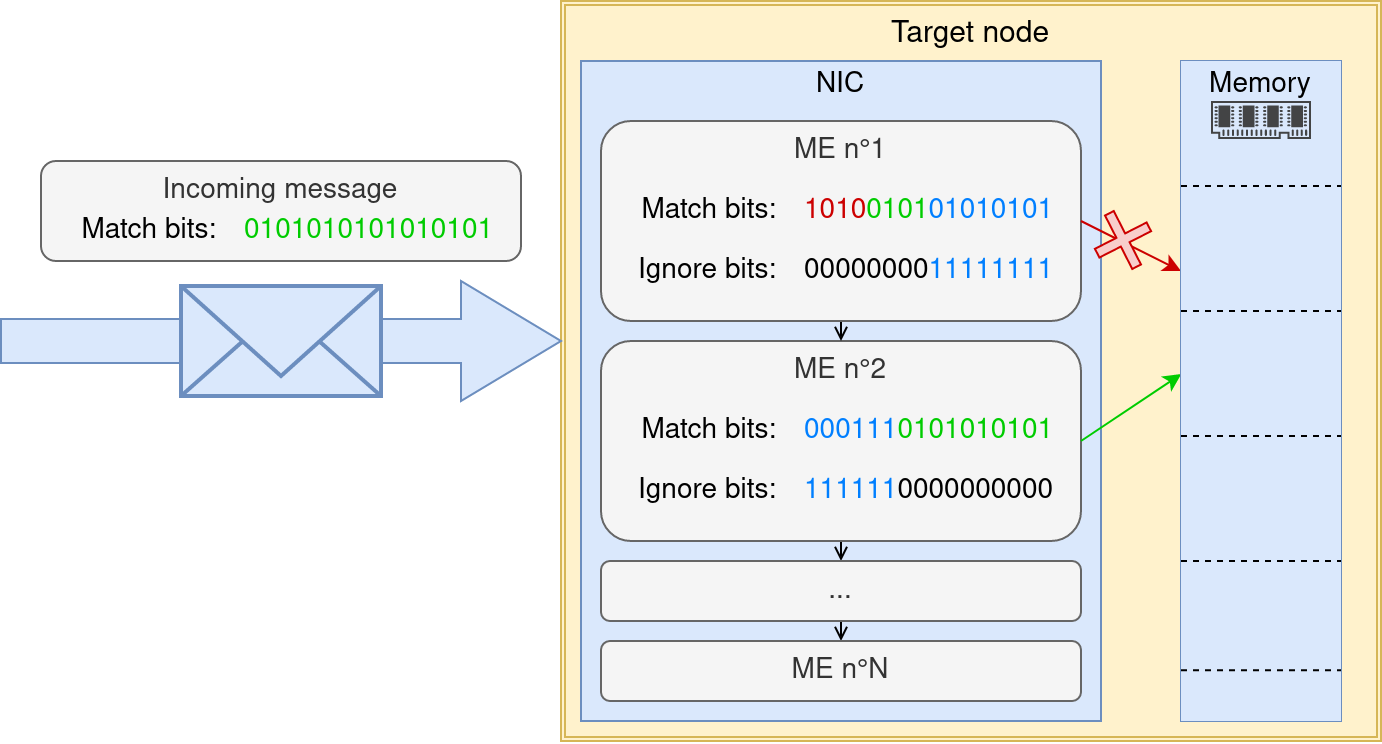 Target node
NIC
Memory
Incoming message
Match bits: 0101010101010101
ME n°1
Match bits: 1010010101010101
Ignore bits: 0000000011111111
ME n°2
Match bits: 0001110101010101
Ignore bits: 1111110000000000
...
ME n°N